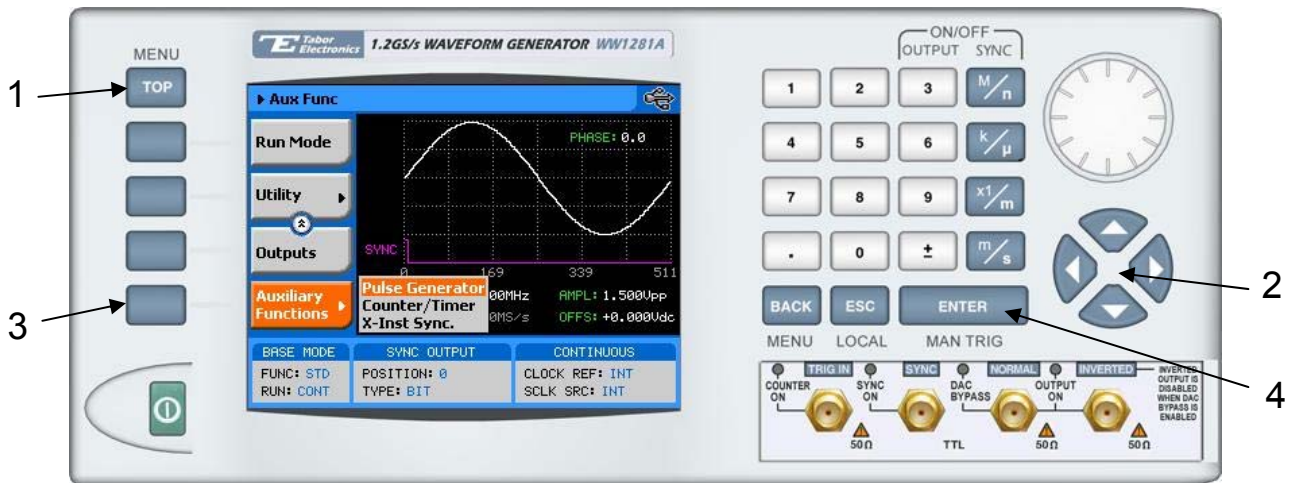 Tabor Electronics 1.2GS/s WAVEFORM GENERATOR WW1281A
MENU
TOP
1
3
Aux Func
Run Mode
Utility
Outputs
Auxiliary
Functions
PHASE: 0.0
SYNC
0 169 339 511
Pulse Generator
Counter/Timer
X-Inst Sync.
00MHz AMPL: 1.500Vpp
0MS/s OFFS: +0.000Vdc
BASE MODE SYNC OUTPUT CONTINUOUS
FUNC: STD POSITION: 0 CLOCK REF: INT
RUN: CONT TYPE: BIT SCLK SRC: INT
ON/OFF
OUTPUT SYNC
1 2 3 M/n
4 5 6 k/µ
7 8 9 x1/m
. 0 ± m/s
BACK ESC ENTER
MENU LOCAL MAN TRIG
2
4
TRIG IN SYNC NORMAL INVERTED
COUNTER
ON
SYNC
ON
DAC
BYPASS
OUTPUT
ON
INVERTED
OUTPUT IS
DISABLED
WHEN DAC
BYPASS IS
ENABLED
50Ω TTL 50Ω 50Ω